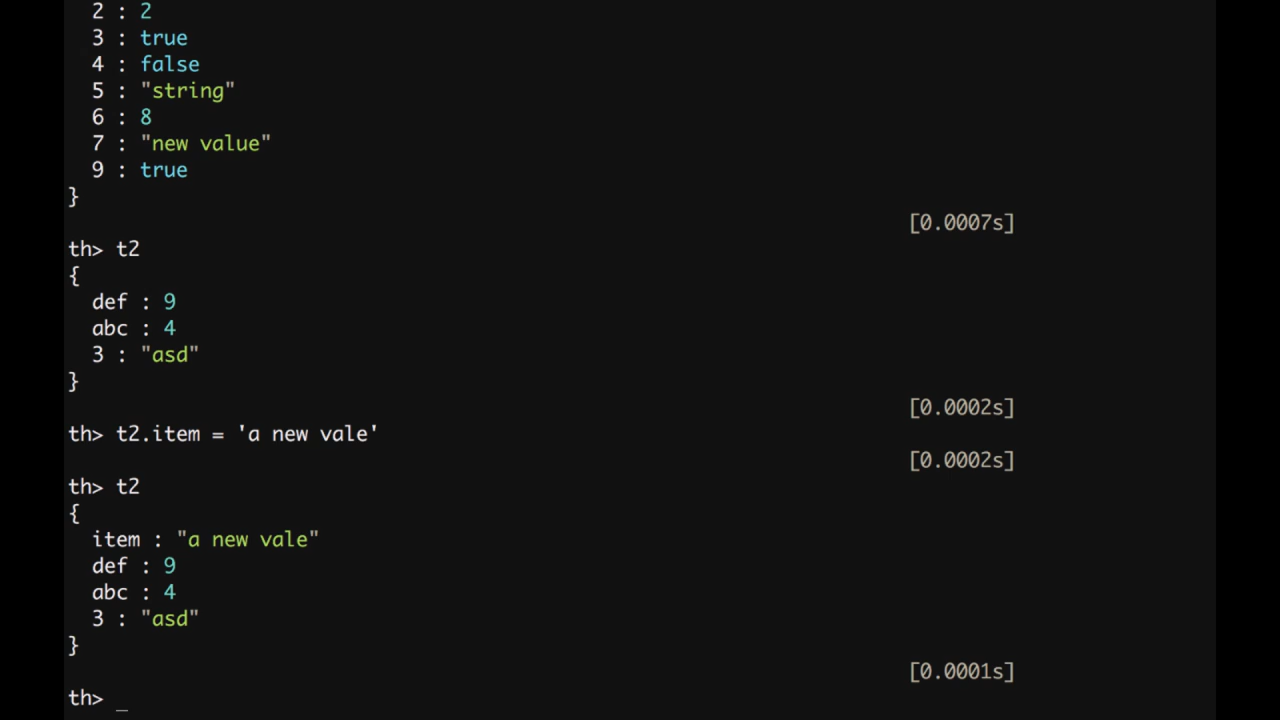 2 : 2
3 : true
4 : false
5 : "string"
6 : 8
7 : "new value"
9 : true
}
[0.0007s]
th> t2
{
def : 9
abc : 4
3 : "asd"
}
[0.0002s]
th> t2.item = 'a new vale'
[0.0002s]
th> t2
{
item : "a new vale"
def : 9
abc : 4
3 : "asd"
}
[0.0001s]
th> _